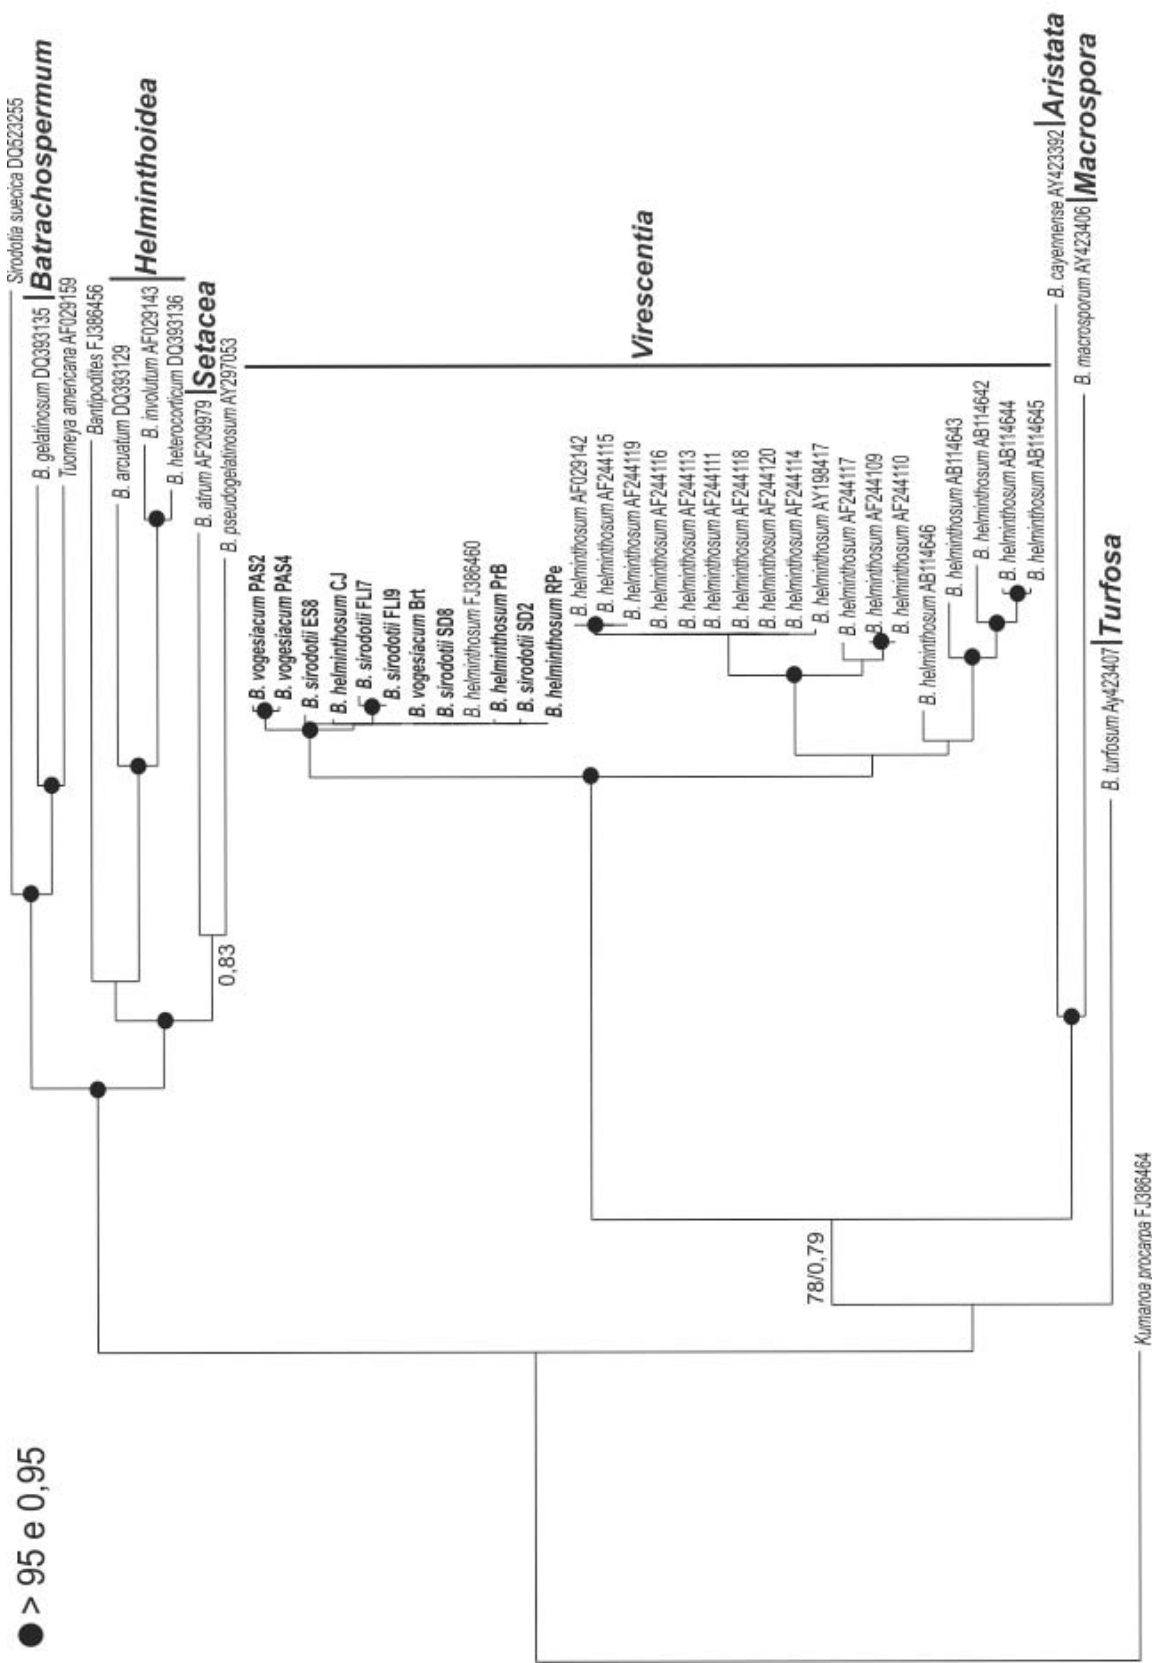 > 95 e 0,95
Sirodotia suecica DQ523255
B. gelatinosum DQ393135
Batrachospermum
Tuomeya americana AF029159
Bantipodites FJ386456
B. arcuatum DQ393129
Helminthoidea
B. involutum AF029143
B. heterocorticum DQ393136
B. atrum AF209979
Setacea
B. pseudogelatinosum AY297053
0,83
B. vogesiacum PAS2
B. vogesiacum PAS4
B. sirodotii ES8
B. helminthosum CJ
B. sirodotii FLI7
B. sirodotii FLI9
B. vogesiacum Brt
B. sirodotii SD8
B. helminthosum FJ386460
B. helminthosum PrB
B. sirodotii SD2
B. helminthosum RPe
B. helminthosum AF029142
B. helminthosum AF244115
B. helminthosum AF244119
Virescentia
B. helminthosum AF244116
B. helminthosum AF244113
B. helminthosum AF244111
B. helminthosum AF244118
B. helminthosum AF244120
B. helminthosum AF244114
B. helminthosum AY198417
B. helminthosum AF244117
B. helminthosum AF244109
B. helminthosum AF244110
B. helminthosum AB114646
B. helminthosum AB114643
B. helminthosum AB114642
B. helminthosum AB114644
B. helminthosum AB114645
78/0,79
B. cayennense AY423392
Aristata
B. macrosporum AY423406
Macrospora
B. turfosum Ay423407
Turfosa
Kumanoa procarpa FJ386464